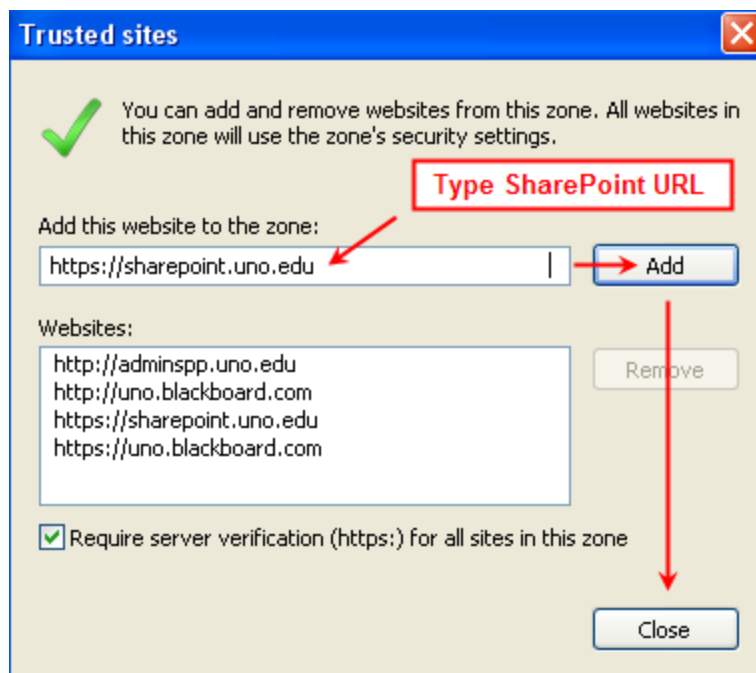 Trusted sites
You can add and remove websites from this zone. All websites in
this zone will use the zone's security settings.
Type SharePoint URL
Add this website to the zone:
https://sharepoint.uno.edu
Add
Websites:
http://adminspp.uno.edu
http://uno.blackboard.com
https://sharepoint.uno.edu
https://uno.blackboard.com
Remove
Require server verification (https:) for all sites in this zone
Close